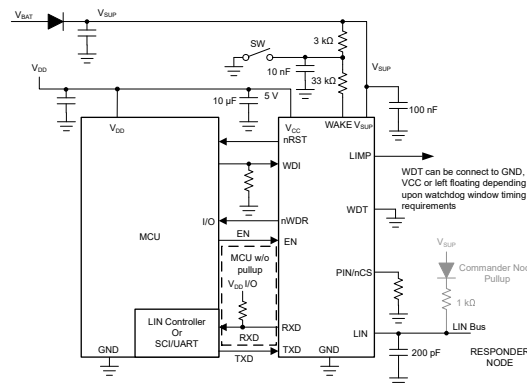 VBAT
VSUP
SW
3 kΩ
10 nF
33 kΩ
VSUP
VDD
10 µF
5 V
100 nF
VDD
VCC
WAKE VSUP
nRST
LIMP
WDI
WDT can be connect to GND,
VCC or left floating depending
upon watchdog window timing
requirements
WDT
I/O
nWDR
MCU
EN
EN
MCU w/o
pullup
VDD I/O
VSUP
Commander Node
Pullup
PIN/nCS
1 kΩ
LIN Controller
Or
SCI/UART
RXD
RXD
LIN
LIN Bus
GND
TXD
TXD
GND
200 pF
RESPONDER
NODE